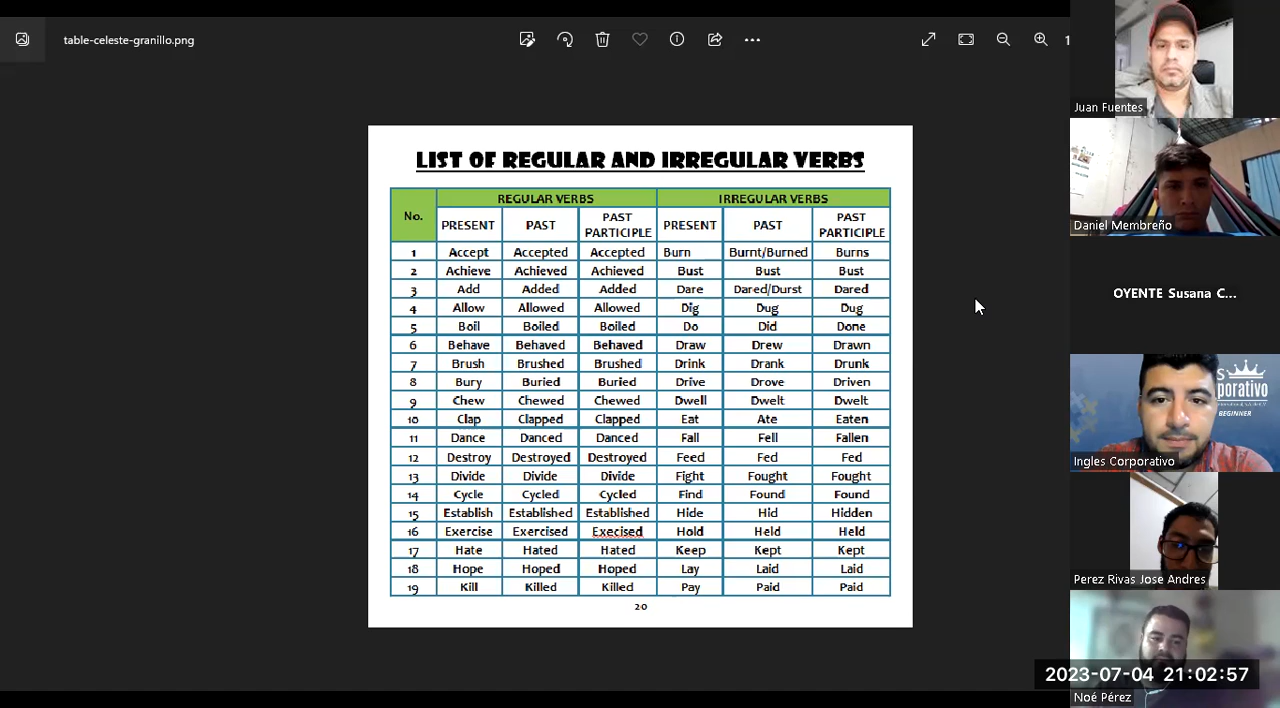 table-celeste-granillo.png
1
LIST OF REGULAR AND IRREGULAR VERBS
No. REGULAR VERBS IRREGULAR VERBS
PRESENT PAST PAST PARTICIPLE PRESENT PAST PAST PARTICIPLE
1 Accept Accepted Accepted Burn Burnt/Burned Burns
2 Achieve Achieved Achieved Bust Bust Bust
3 Add Added Added Dare Dared/Durst Dared
4 Allow Allowed Allowed Dig Dug Dug
5 Boil Boiled Boiled Do Did Done
6 Behave Behaved Behaved Draw Drew Drawn
7 Brush Brushed Brushed Drink Drank Drunk
8 Bury Buried Buried Drive Drove Driven
9 Chew Chewed Chewed Dwell Dwelt Dwelt
10 Clap Clapped Clapped Eat Ate Eaten
11 Dance Danced Danced Fall Fell Fallen
12 Destroy Destroyed Destroyed Feed Fed Fed
13 Divide Divide Divide Fight Fought Fought
14 Cycle Cycled Cycled Find Found Found
15 Establish Established Established Hide Hid Hidden
16 Exercise Exercised Execised Hold Held Held
17 Hate Hated Hated Keep Kept Kept
18 Hope Hoped Hoped Lay Laid Laid
19 Kill Killed Killed Pay Paid Paid
20
Juan Fuentes
Daniel Membreño
OYENTE Susana C...
S
porativo
BEGINNER
Ingles Corporativo
Perez Rivas Jose Andres
2023-07-04 21:02:57
Noé Pérez